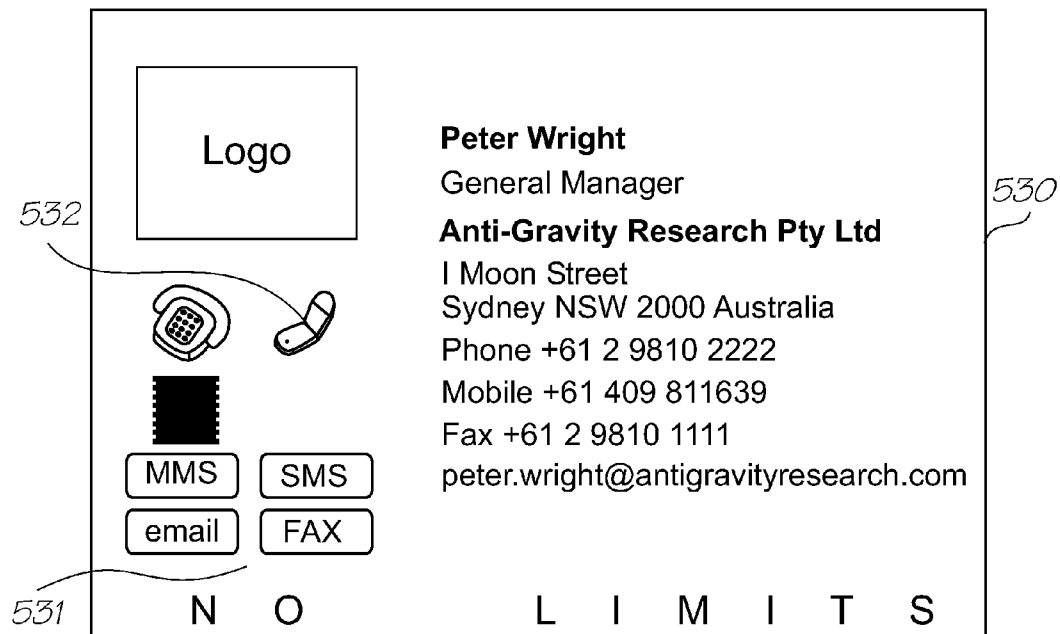 Logo
Peter Wright
General Manager
Anti-Gravity Research Pty Ltd
I Moon Street
Sydney NSW 2000 Australia
Phone +61 2 9810 2222
Mobile +61 409 811639
Fax +61 2 9810 1111
peter.wright@antigravityresearch.com
532
530
MMS SMS
email FAX
531
NO LIMITS